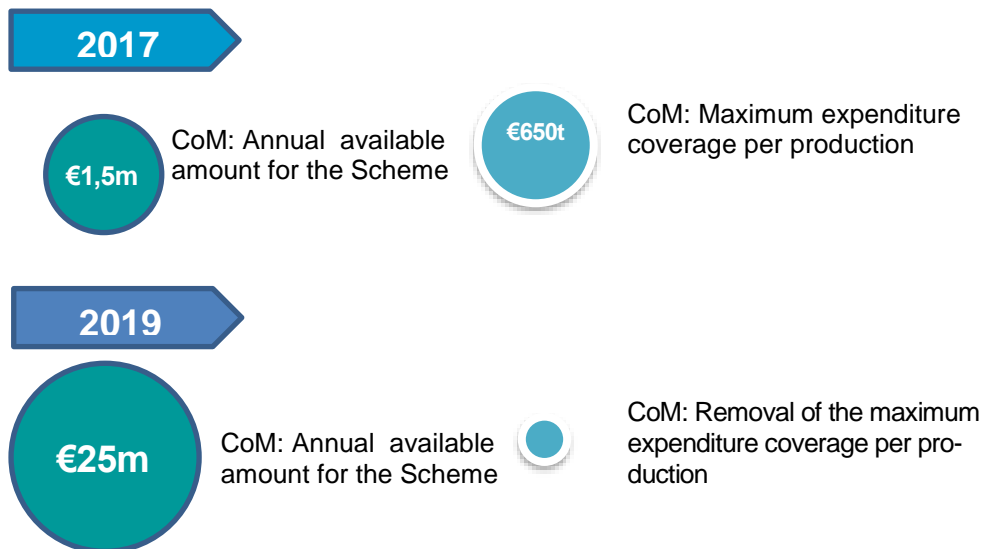 2017
€1,5m
CoM: Annual available
amount for the Scheme
€650t
CoM: Maximum expenditure
coverage per production
2019
€25m
CoM: Annual available
amount for the Scheme
CoM: Removal of the maximum
expenditure coverage per pro-
duction